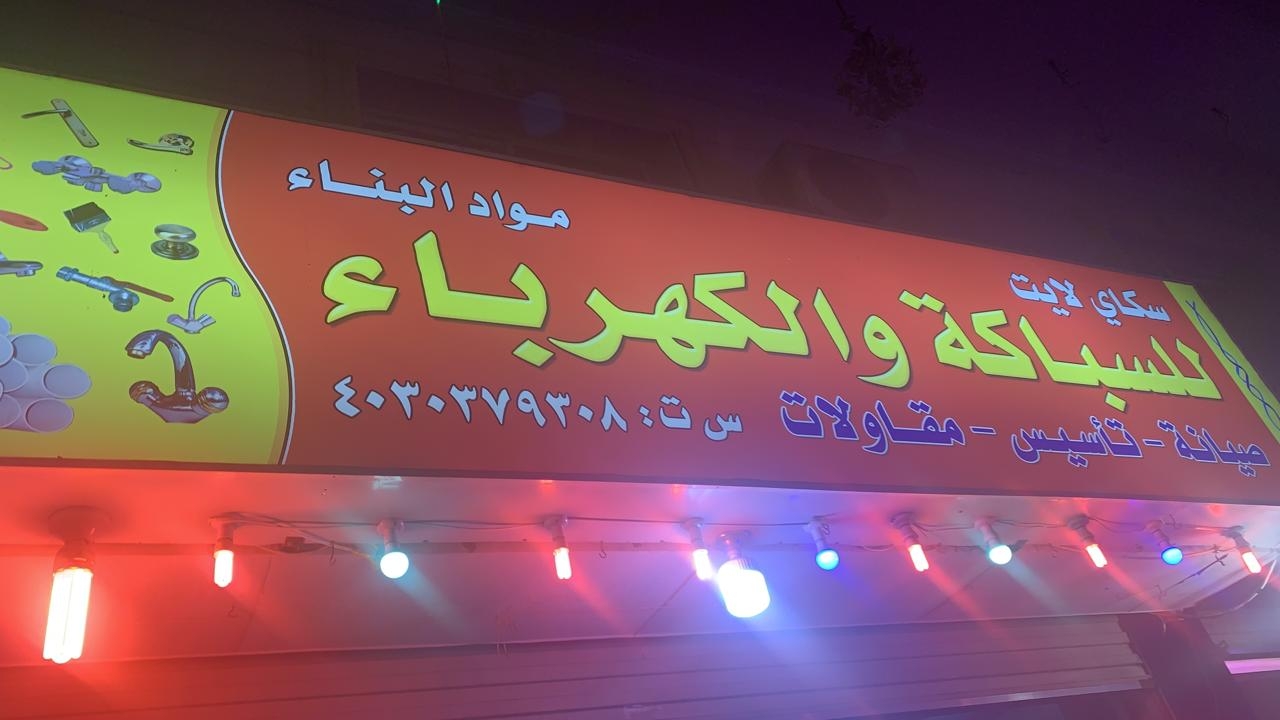 سكاي لايت
مواد البناء
للسباكة والكهرباء
صيانة - تأسيس - مقاولات
س ت: ٤٠٣٠٣٧٩٣٠٨